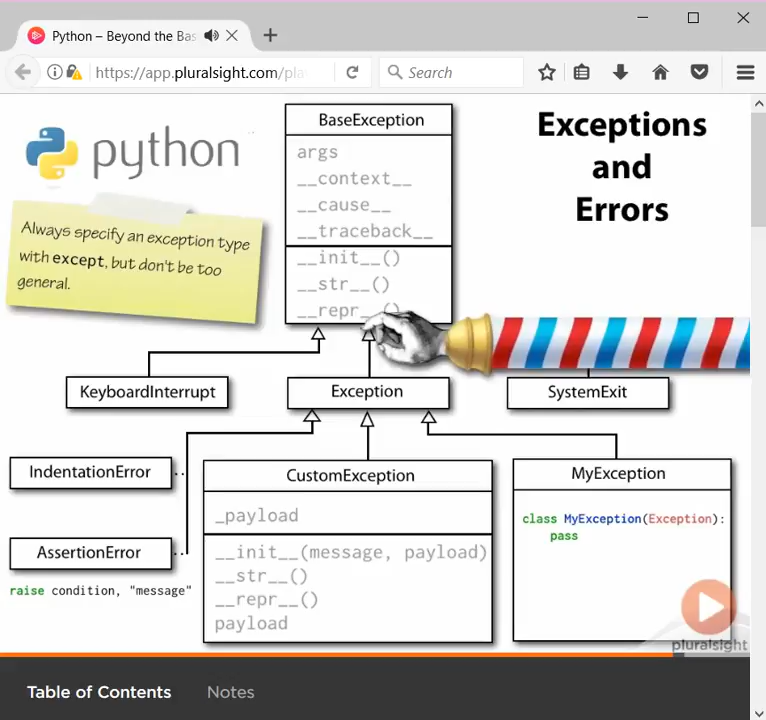 Python – Beyond the Bas
https://app.pluralsight.com/pla
Search
python
Exceptions
and
Errors
BaseException
args
__context__
__cause__
__traceback__
__init__()
__str__()
__repr__()
Always specify an exception type
with except, but don't be too
general.
KeyboardInterrupt
Exception
SystemExit
IndentationError
AssertionError
raise condition, "message"
CustomException
_payload
__init__(message, payload)
__str__()
__repr__()
payload
MyException
class MyException(Exception):
pass
pluralsight
Table of Contents
Notes